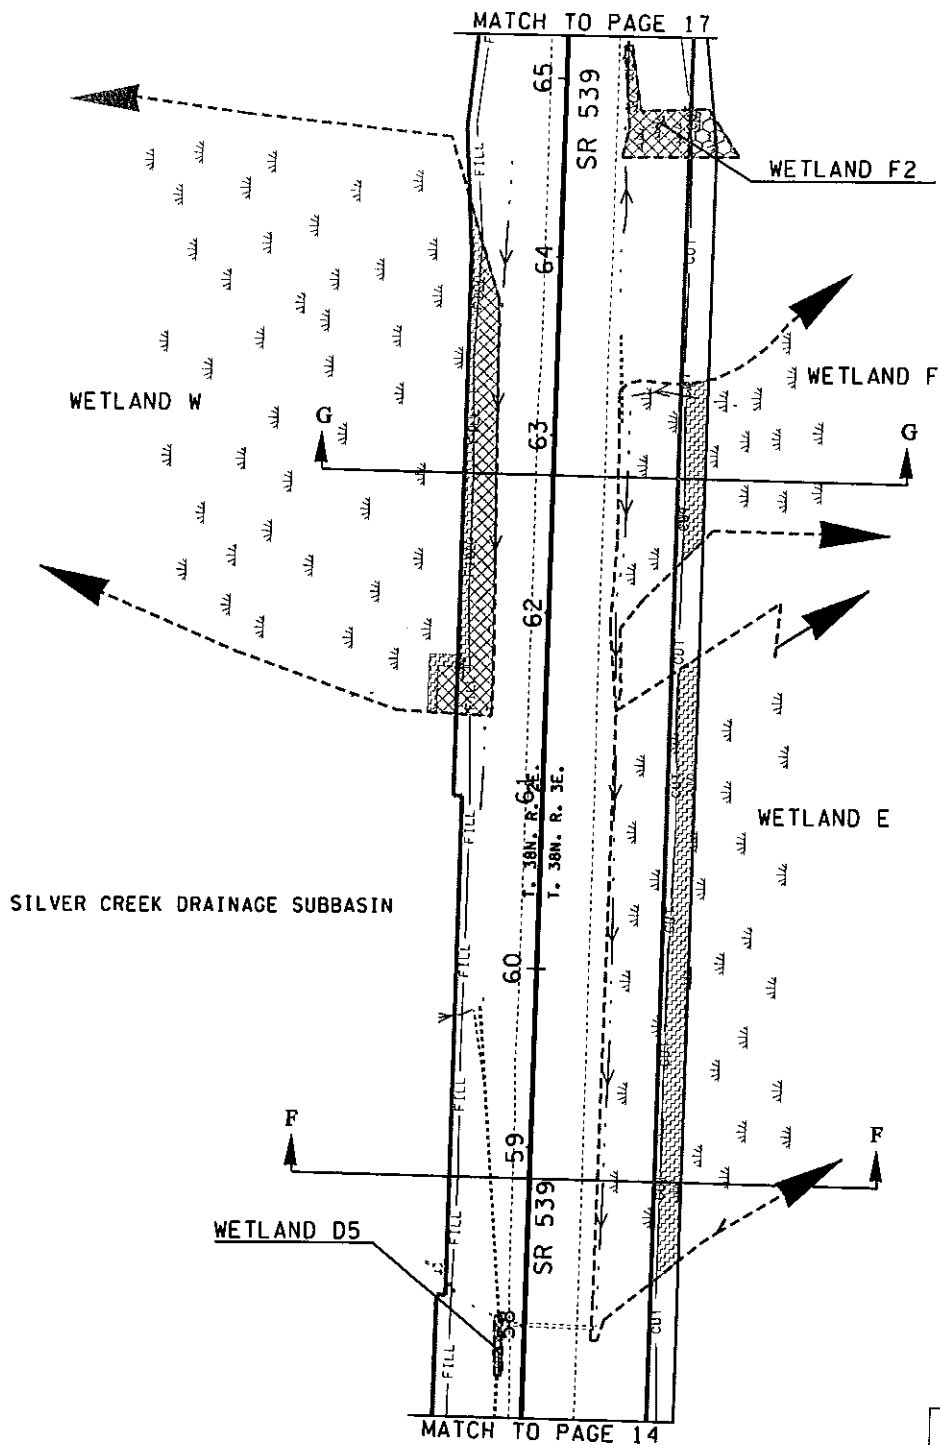 MATCH TO PAGE 17
65
SR 539
FILL
WETLAND F2
64
CUT
WETLAND F
WETLAND W
G
G
63
62
CUT
61
T. 38N. R. 2E.
T. 38N. R. 3E.
WETLAND E
FILL
SILVER CREEK DRAINAGE SUBBASIN
FILL
60
FILL
F
F
59
SR 539
WETLAND D5
FILL
58
CUT
FILL
MATCH TO PAGE 14